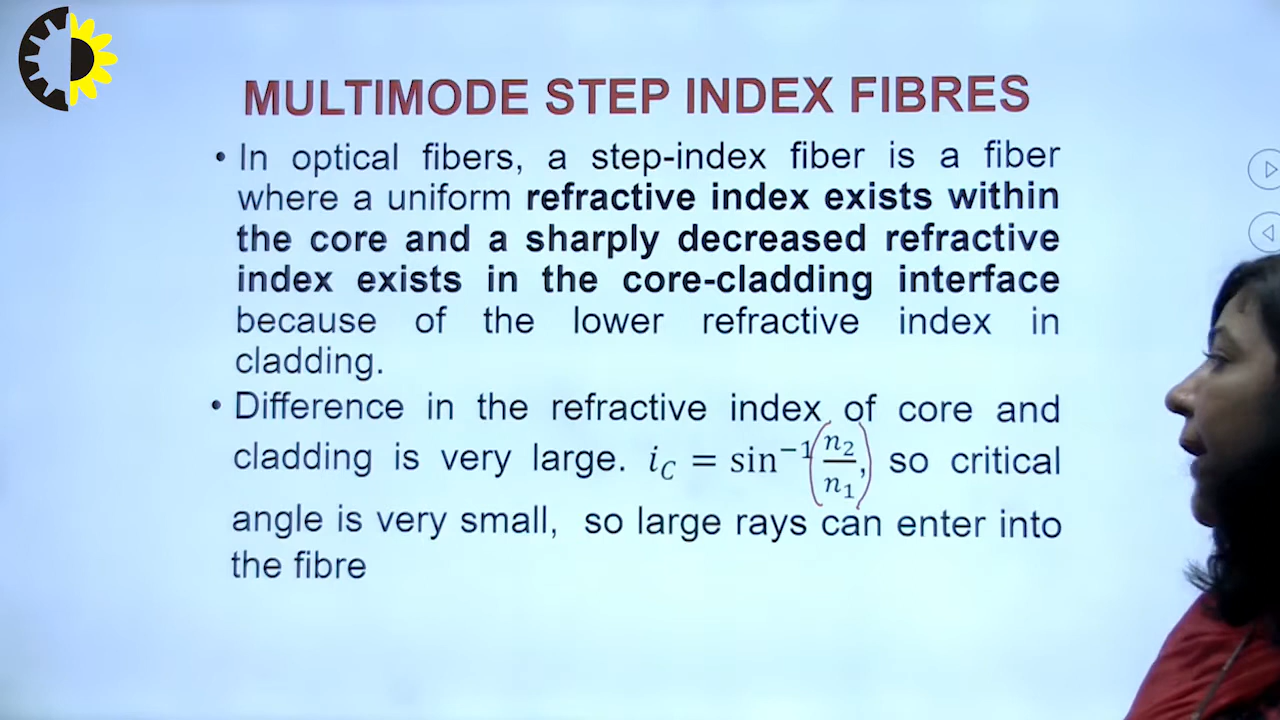 MULTIMODE STEP INDEX FIBRES
• In optical fibers, a step-index fiber is a fiber
where a uniform refractive index exists within
the core and a sharply decreased refractive
index exists in the core-cladding interface
because of the lower refractive index in
cladding.
• Difference in the refractive index of core and
cladding is very large. i_C = sin⁻¹(n₂/n₁), so critical
angle is very small, so large rays can enter into
the fibre